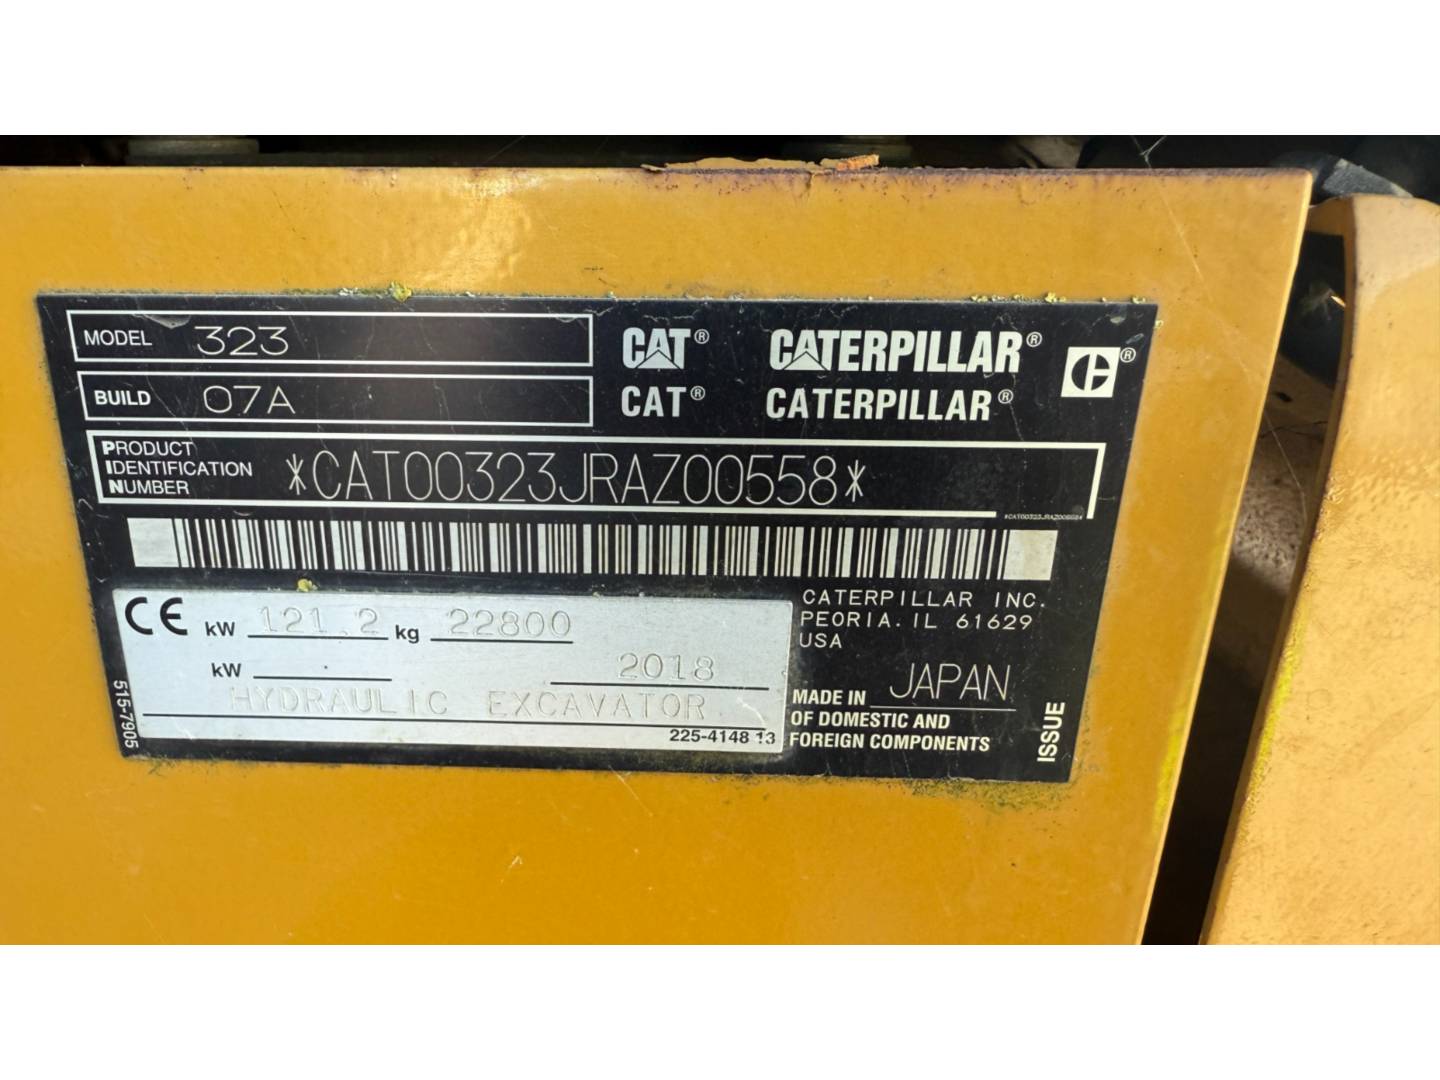 MODEL 323
BUILD 07A
CAT® CATERPILLAR® ®
CAT® CATERPILLAR®
PRODUCT
IDENTIFICATION
NUMBER
*CAT00323JRAZ00558*
*CAT00323JRAZ00558*
CE kW 121.2 kg 22800
kW . 2018
HYDRAULIC EXCAVATOR
225-4148 13
515-7905
CATERPILLAR INC.
PEORIA. IL 61629
USA
MADE IN JAPAN
OF DOMESTIC AND
FOREIGN COMPONENTS
ISSUE